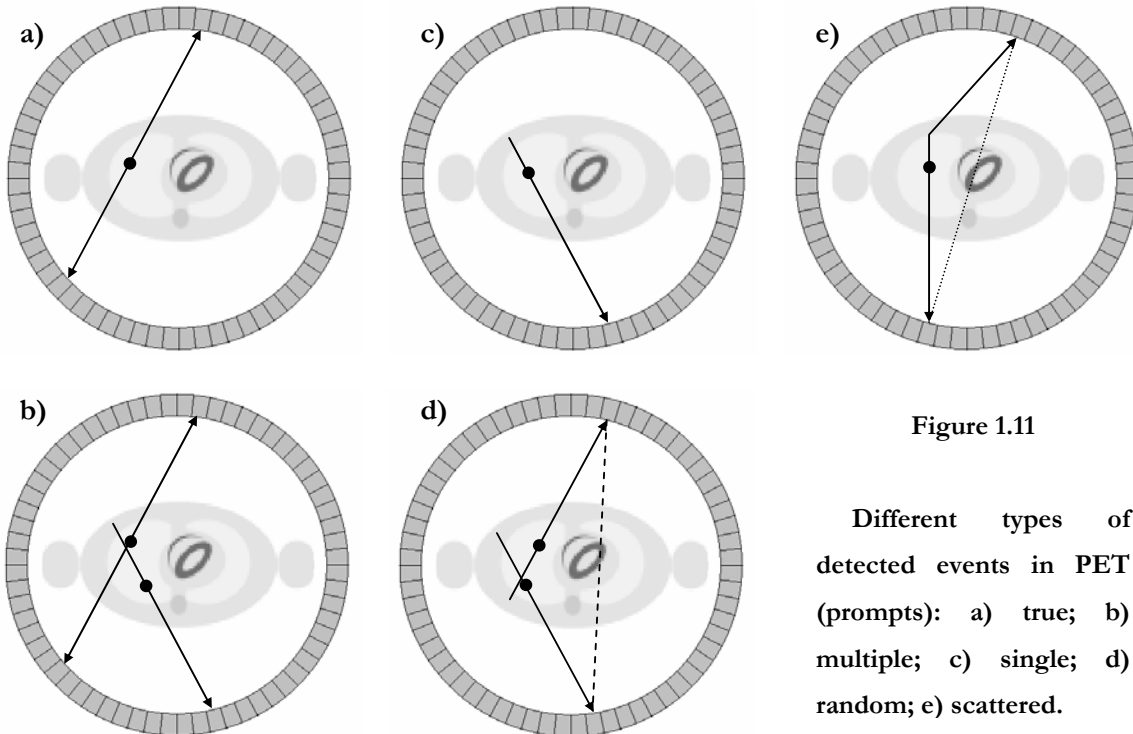 a)
c)
e)
b)
d)
Figure 1.11
Different types of
detected events in PET
(prompts): a) true; b)
multiple; c) single; d)
random; e) scattered.